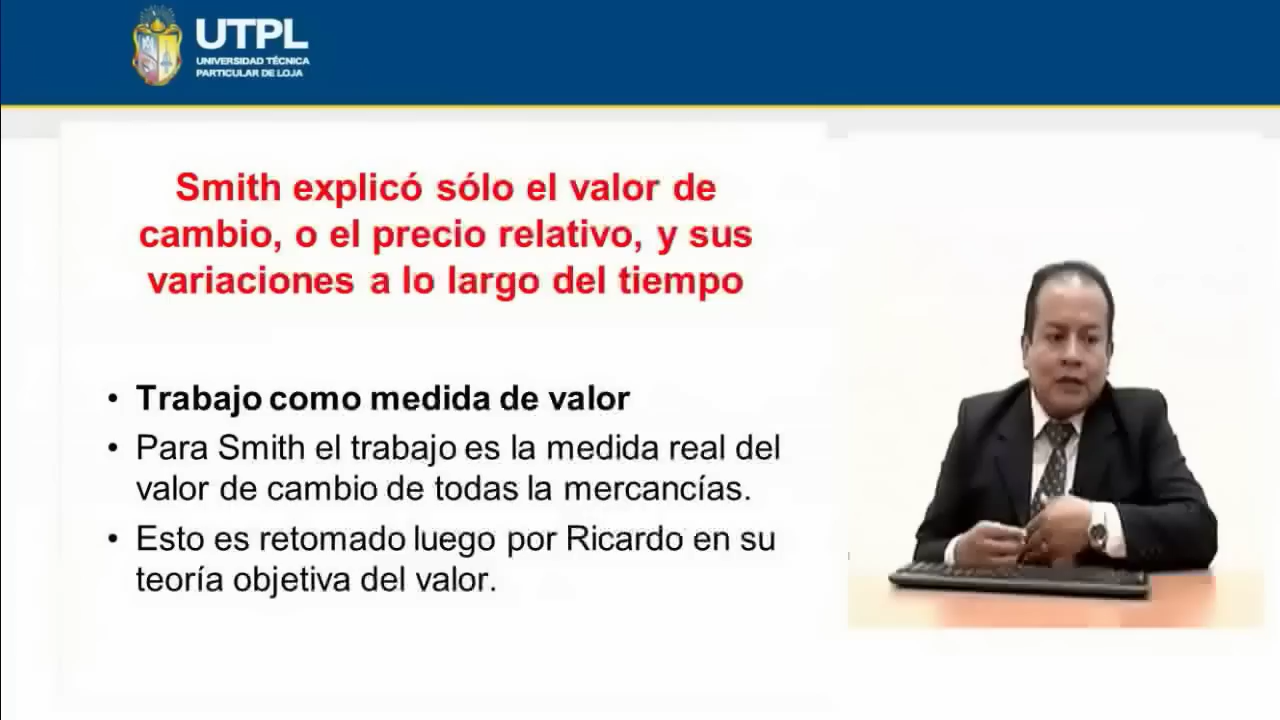 UTPL
UNIVERSIDAD TÉCNICA
PARTICULAR DE LOJA
Smith explicó sólo el valor de
cambio, o el precio relativo, y sus
variaciones a lo largo del tiempo
• Trabajo como medida de valor
• Para Smith el trabajo es la medida real del
valor de cambio de todas la mercancías.
• Esto es retomado luego por Ricardo en su
teoría objetiva del valor.